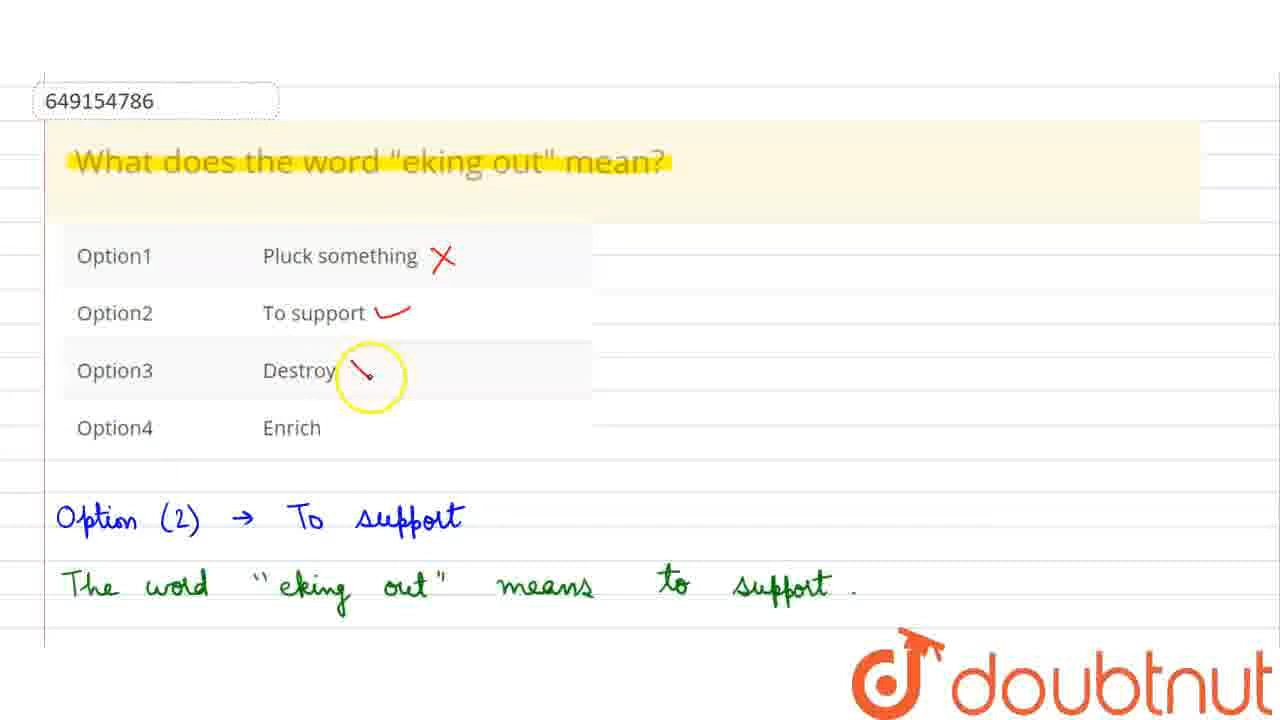 649154786
What does the word "eking out" mean?
Option1 Pluck something
Option2 To support
Option3 Destroy
Option4 Enrich
Option (2) → To support
The word "eking out" means to support.
doubtnut